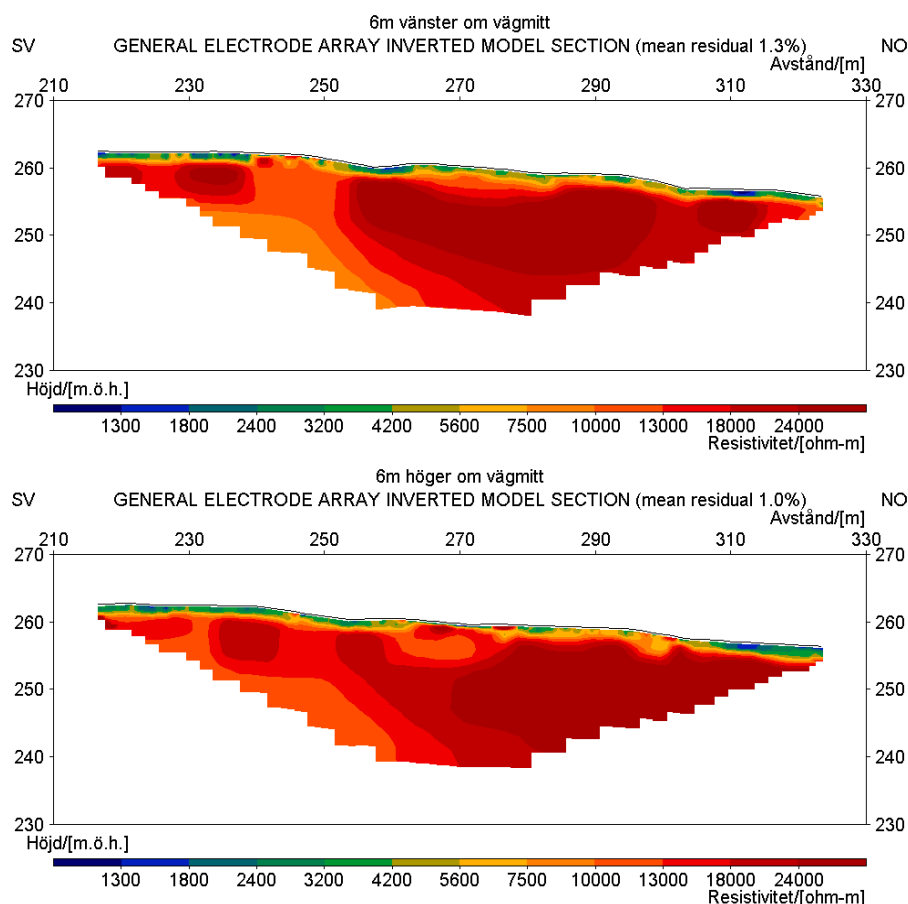 6m vänster om vägmitt
SV GENERAL ELECTRODE ARRAY INVERTED MODEL SECTION (mean residual 1.3%) NO
Avstånd/[m]
210 230 250 270 290 310 330
270 270
260 260
250 250
240 240
230 230
Höjd/[m.ö.h.]
1300 1800 2400 3200 4200 5600 7500 10000 13000 18000 24000
Resistivitet/[ohm-m]
6m höger om vägmitt
SV GENERAL ELECTRODE ARRAY INVERTED MODEL SECTION (mean residual 1.0%) NO
Avstånd/[m]
210 230 250 270 290 310 330
270 270
260 260
250 250
240 240
230 230
Höjd/[m.ö.h.]
1300 1800 2400 3200 4200 5600 7500 10000 13000 18000 24000
Resistivitet/[ohm-m]